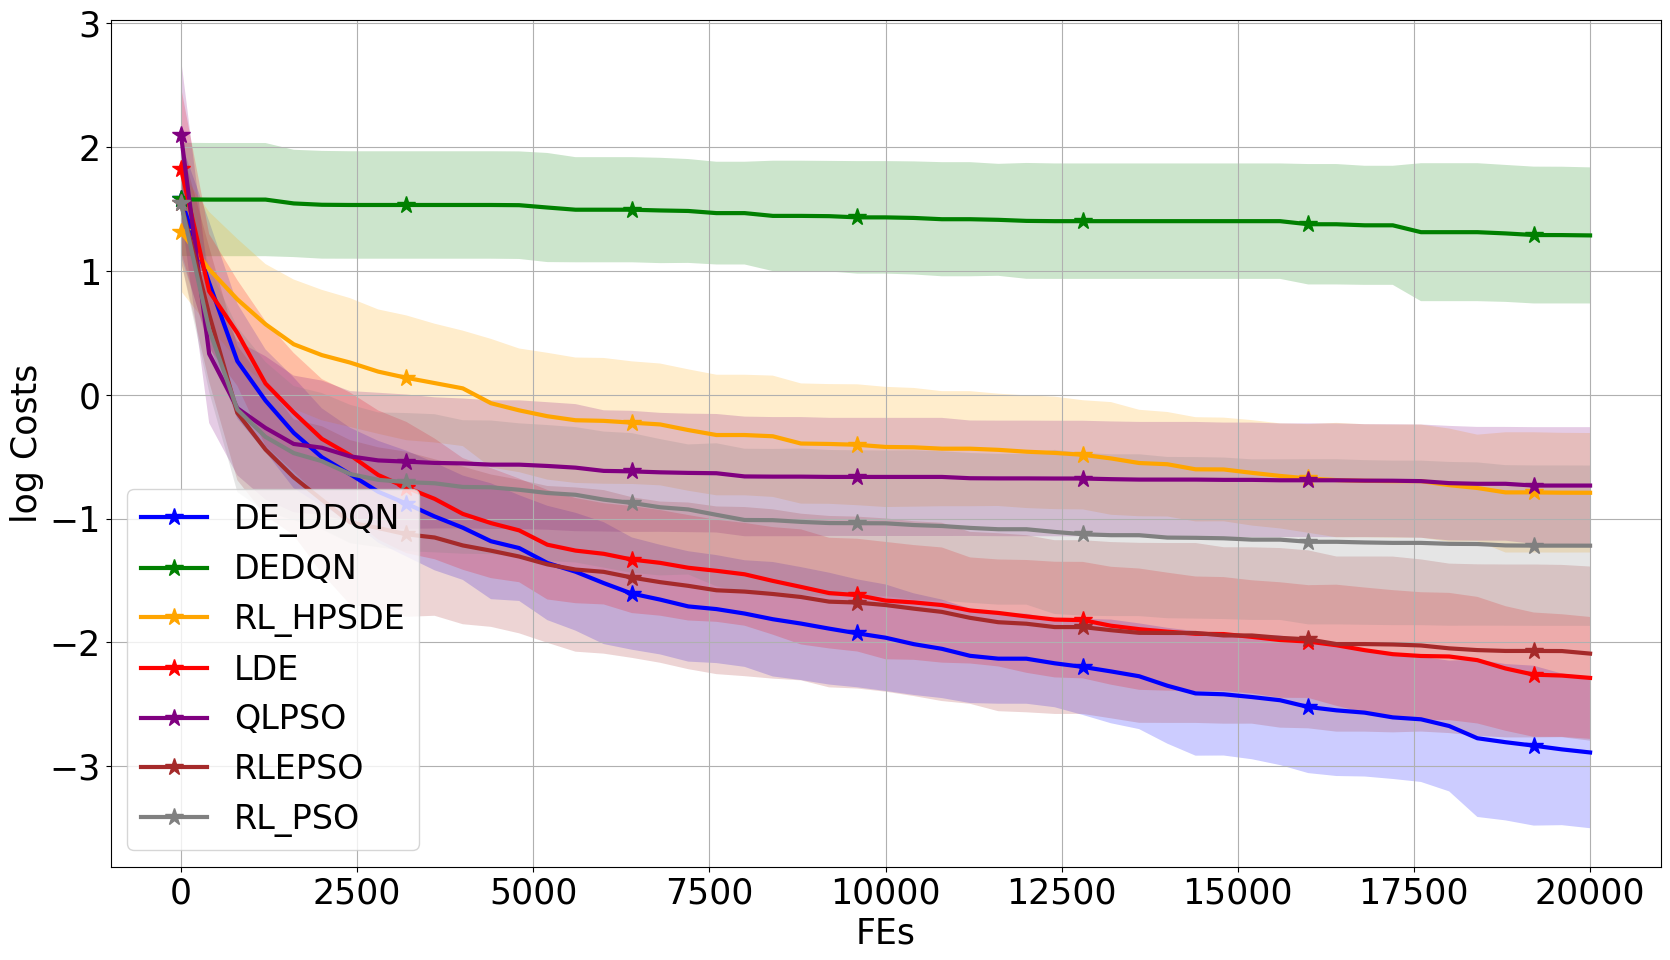 3
2
1
0
−1
−2
−3
log Costs
DE_DDQN
DEDQN
RL_HPSDE
LDE
QLPSO
RLEPSO
RL_PSO
0 2500 5000 7500 10000 12500 15000 17500 20000
FEs